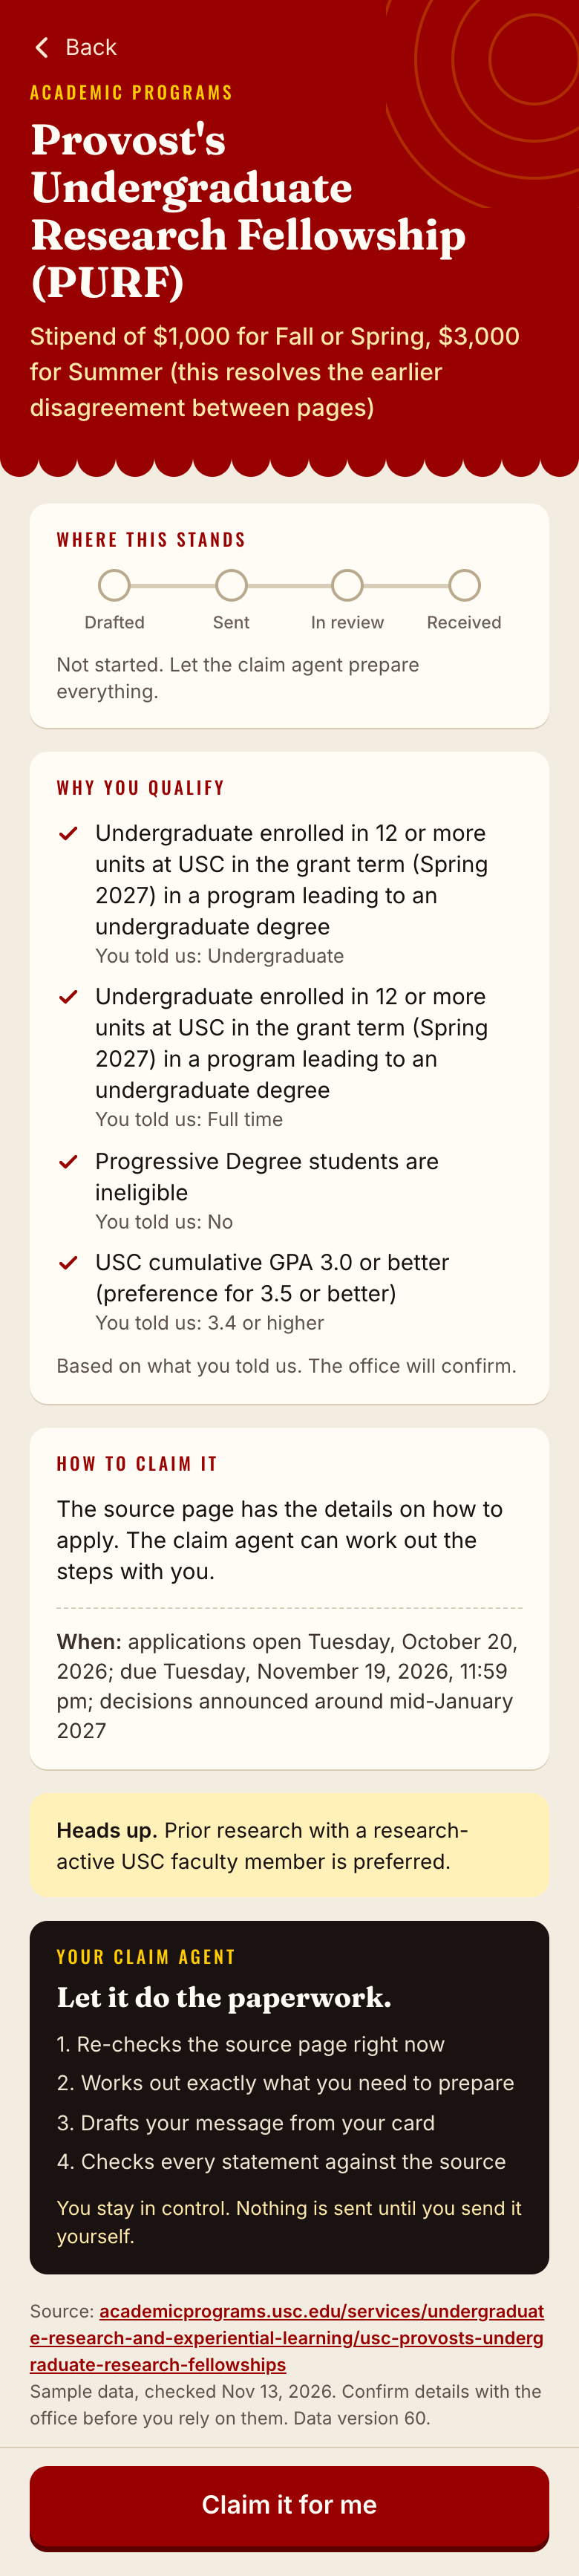 Back
ACADEMIC PROGRAMS
Provost's
Undergraduate
Research Fellowship
(PURF)
Stipend of $1,000 for Fall or Spring, $3,000
for Summer (this resolves the earlier
disagreement between pages)
WHERE THIS STANDS
Drafted Sent In review Received
Not started. Let the claim agent prepare
everything.
WHY YOU QUALIFY
Undergraduate enrolled in 12 or more
units at USC in the grant term (Spring
2027) in a program leading to an
undergraduate degree
You told us: Undergraduate
Undergraduate enrolled in 12 or more
units at USC in the grant term (Spring
2027) in a program leading to an
undergraduate degree
You told us: Full time
Progressive Degree students are
ineligible
You told us: No
USC cumulative GPA 3.0 or better
(preference for 3.5 or better)
You told us: 3.4 or higher
Based on what you told us. The office will confirm.
HOW TO CLAIM IT
The source page has the details on how to
apply. The claim agent can work out the
steps with you.
When: applications open Tuesday, October 20,
2026; due Tuesday, November 19, 2026, 11:59
pm; decisions announced around mid-January
2027
Heads up. Prior research with a research-
active USC faculty member is preferred.
YOUR CLAIM AGENT
Let it do the paperwork.
1. Re-checks the source page right now
2. Works out exactly what you need to prepare
3. Drafts your message from your card
4. Checks every statement against the source
You stay in control. Nothing is sent until you send it
yourself.
Source: academicprograms.usc.edu/services/undergraduat
e-research-and-experiential-learning/usc-provosts-underg
raduate-research-fellowships
Sample data, checked Nov 13, 2026. Confirm details with the
office before you rely on them. Data version 60.
Claim it for me